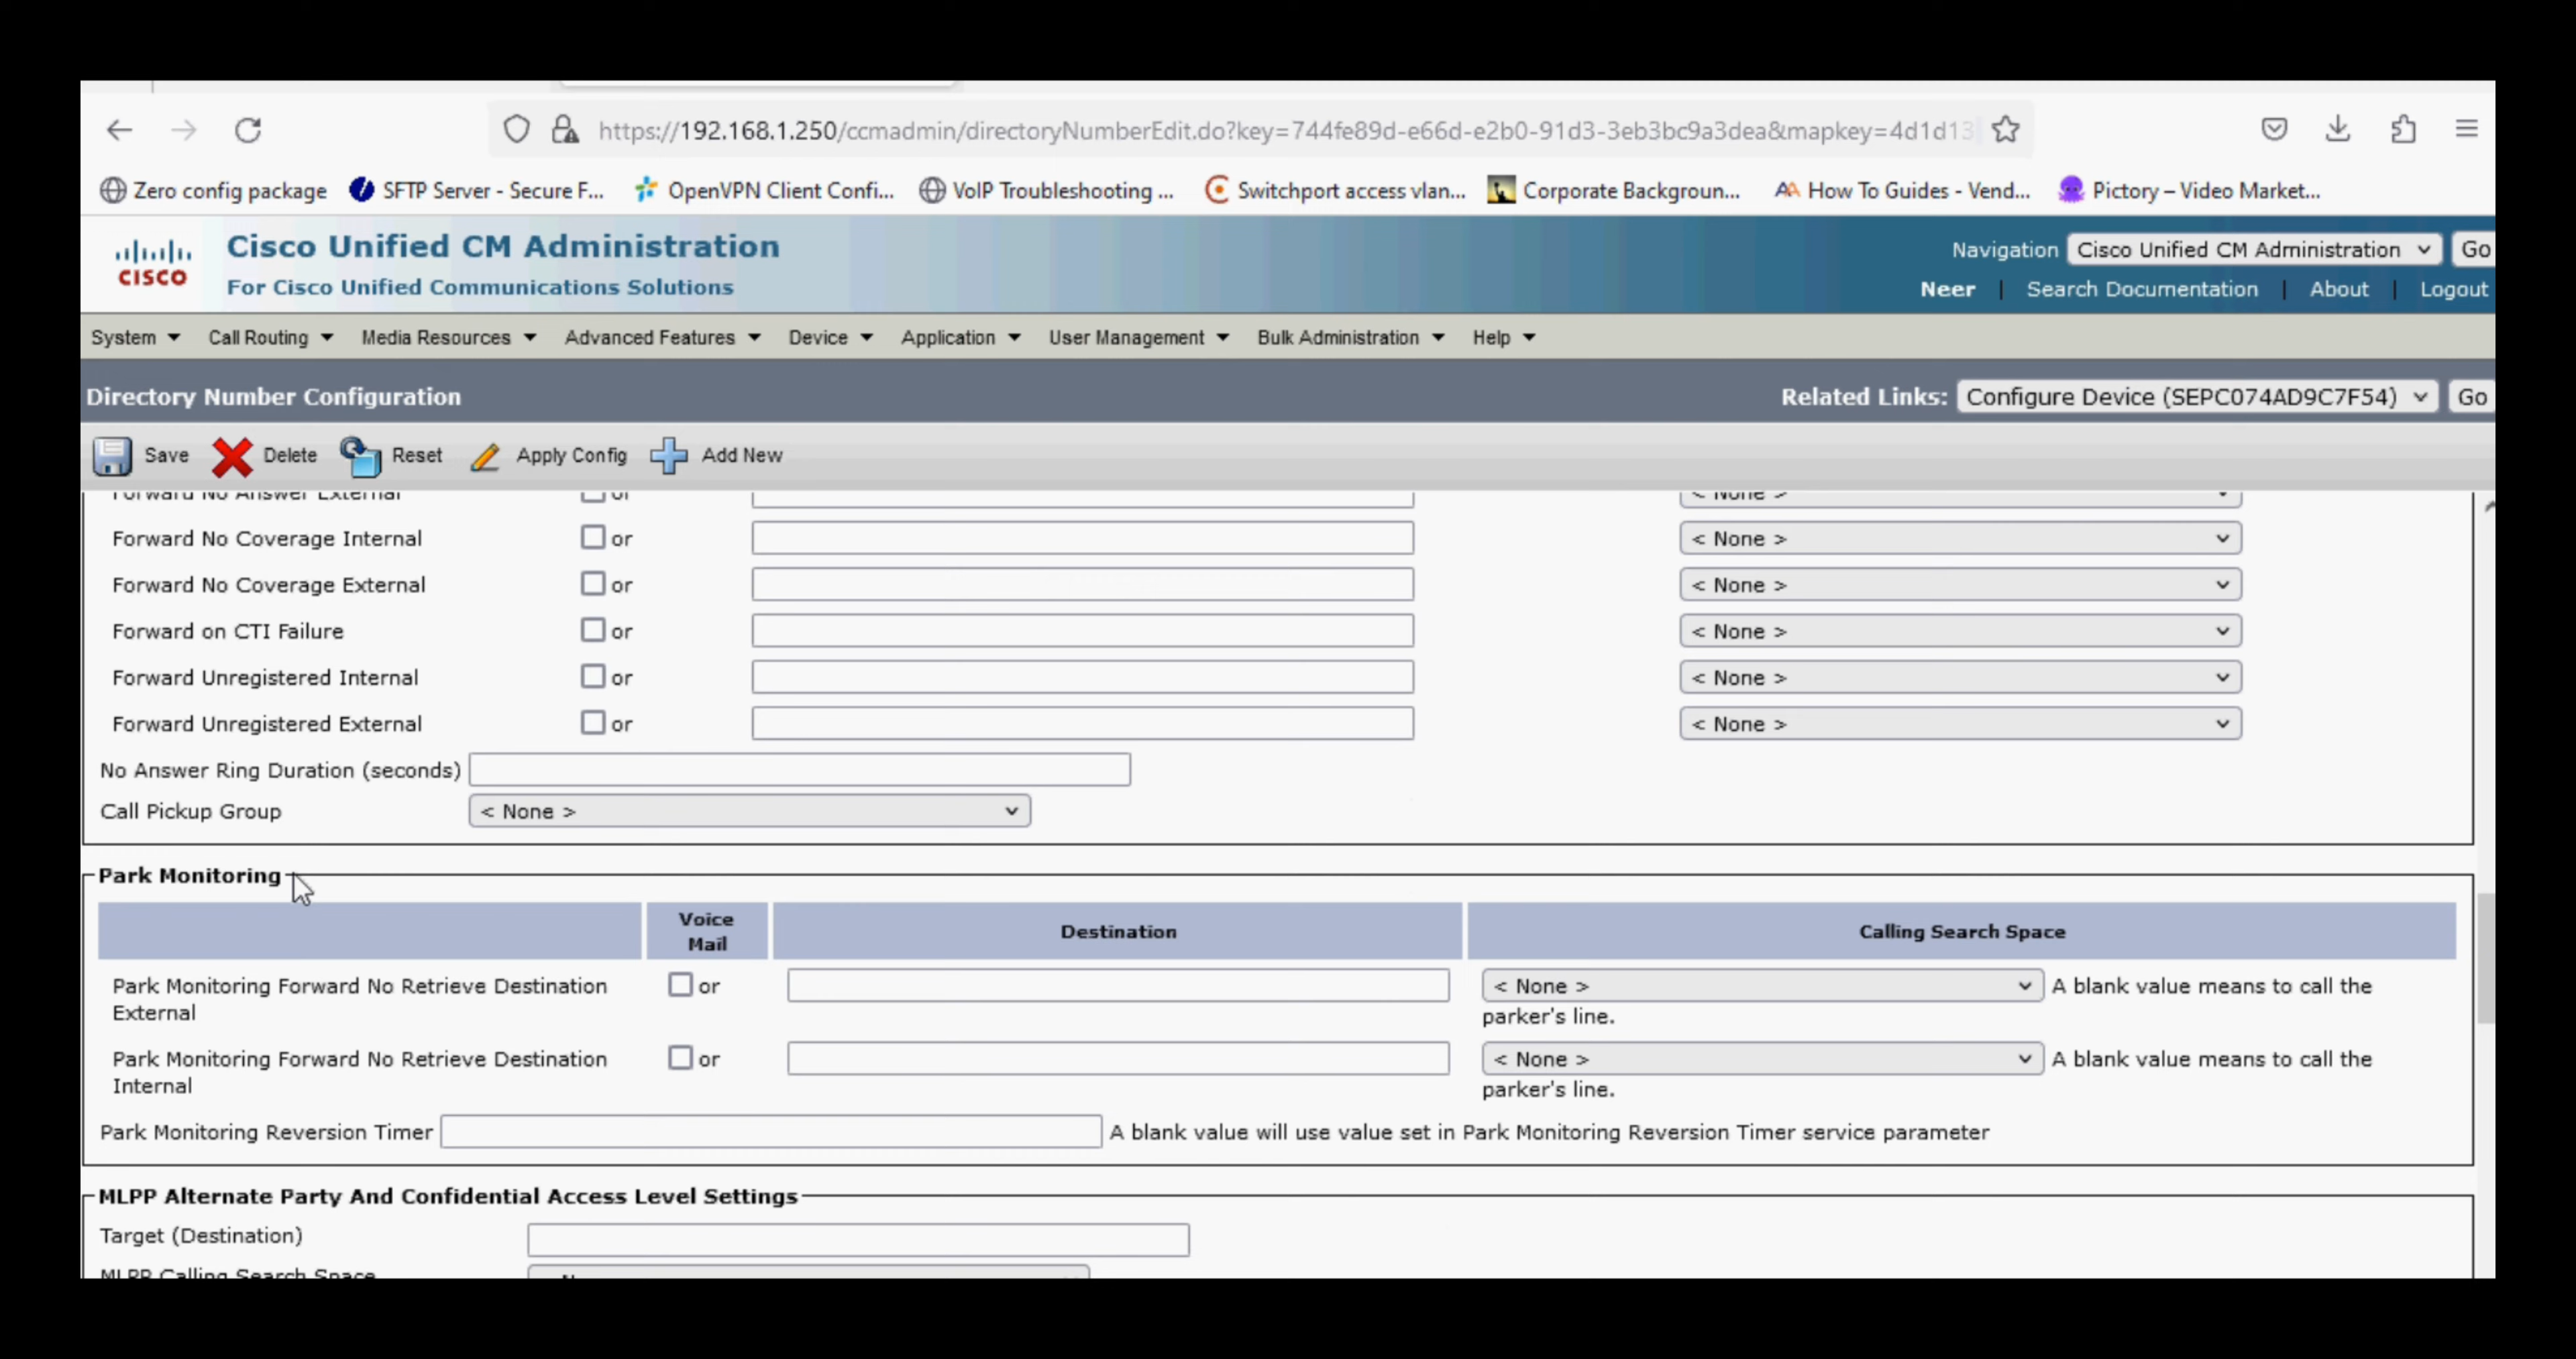 https://192.168.1.250/ccmadmin/directoryNumberEdit.do?key=744fe89d-e66d-e2b0-91d3-3eb3bc9a3dea&mapkey=4d1d13
Zero config package SFTP Server - Secure F... OpenVPN Client Confi... VoIP Troubleshooting ... Switchport access vlan... Corporate Backgroun... How To Guides - Vend... Pictory – Video Market...
Cisco Unified CM Administration Navigation Cisco Unified CM Administration Go
CISCO For Cisco Unified Communications Solutions Neer | Search Documentation | About | Logout
System Call Routing Media Resources Advanced Features Device Application User Management Bulk Administration Help
Directory Number Configuration Related Links: Configure Device (SEPC074AD9C7F54) Go
Save Delete Reset Apply Config Add New
Forward No Answer External or < None >
Forward No Coverage Internal or < None >
Forward No Coverage External or < None >
Forward on CTI Failure or < None >
Forward Unregistered Internal or < None >
Forward Unregistered External or < None >
No Answer Ring Duration (seconds)
Call Pickup Group < None >
Park Monitoring
Voice Mail Destination Calling Search Space
Park Monitoring Forward No Retrieve Destination External or < None > A blank value means to call the parker's line.
Park Monitoring Forward No Retrieve Destination Internal or < None > A blank value means to call the parker's line.
Park Monitoring Reversion Timer A blank value will use value set in Park Monitoring Reversion Timer service parameter
MLPP Alternate Party And Confidential Access Level Settings
Target (Destination)
MLPP Calling Search Space